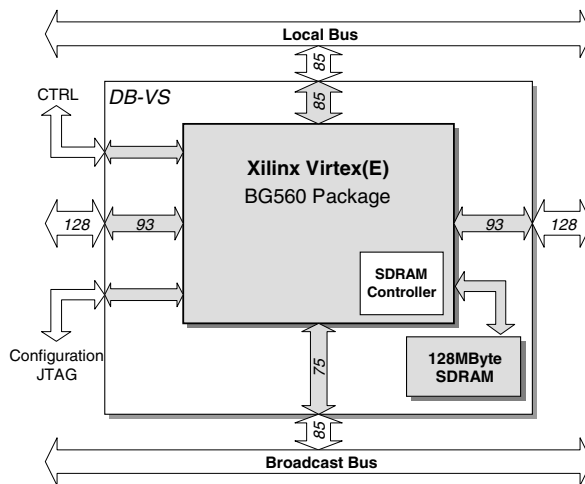 Local Bus
85
CTRL
DB-VS
85
Xilinx Virtex(E)
BG560 Package
128
93
93
128
SDRAM
Controller
Configuration
JTAG
75
128MByte
SDRAM
85
Broadcast Bus